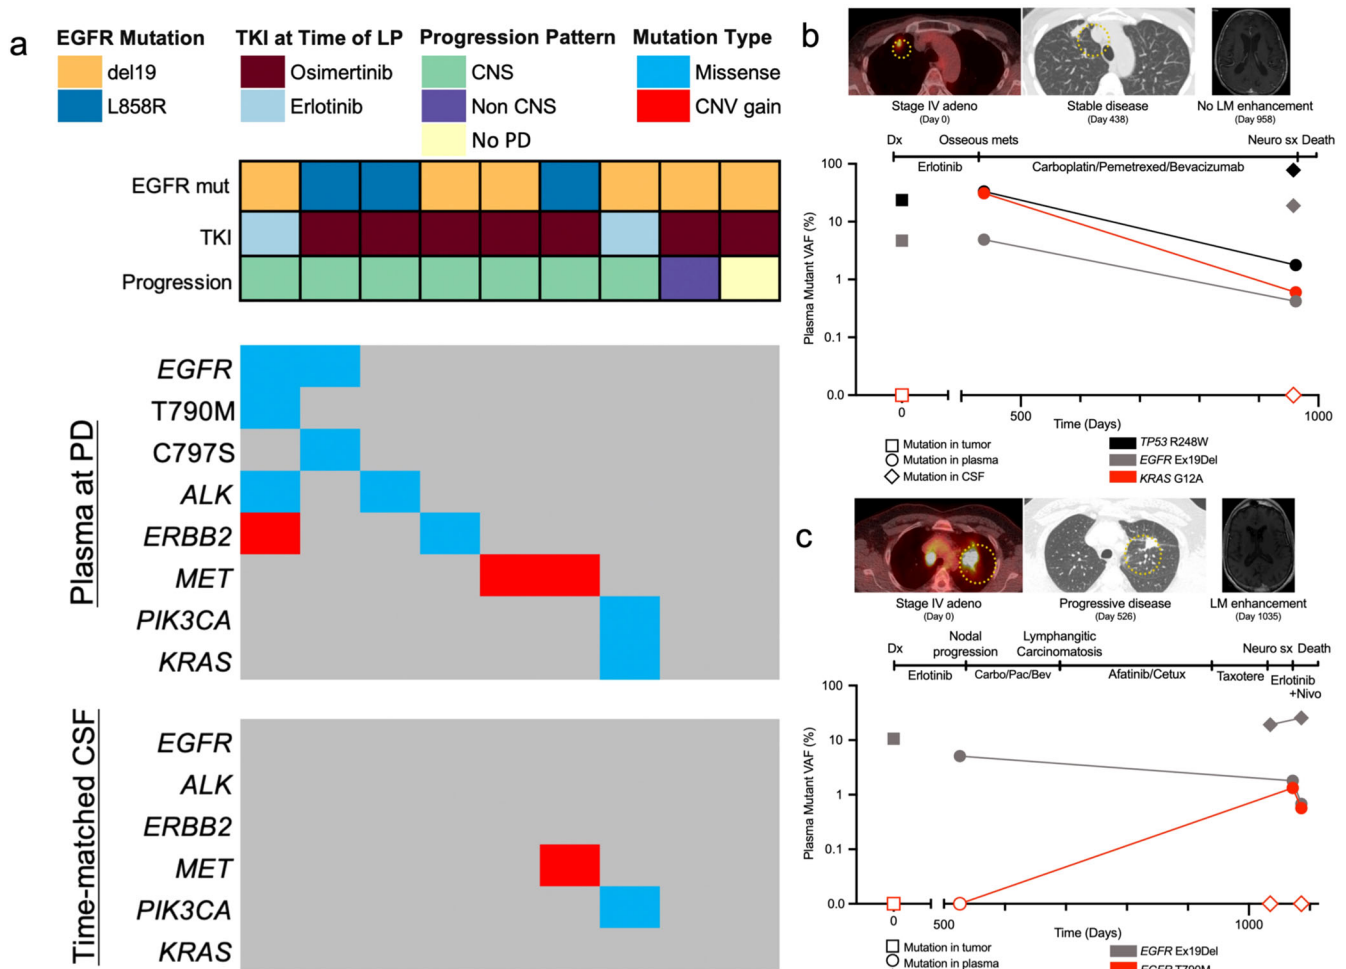 a
EGFR Mutation
del19
L858R
TKI at Time of LP
Osimertinib
Erlotinib
Progression Pattern
CNS
Non CNS
No PD
Mutation Type
Missense
CNV gain
EGFR mut
TKI
Progression
Plasma at PD
EGFR
T790M
C797S
ALK
ERBB2
MET
PIK3CA
KRAS
Time-matched CSF
EGFR
ALK
ERBB2
MET
PIK3CA
KRAS
b
Stage IV adeno
(Day 0)
Stable disease
(Day 438)
No LM enhancement
(Day 958)
Dx
Osseous mets
Neuro sx Death
Erlotinib
Carboplatin/Pemetrexed/Bevacizumab
Plasma Mutant VAF (%)
100
10
1
0.1
0.0
0
500
1000
Time (Days)
Mutation in tumor
Mutation in plasma
Mutation in CSF
TP53 R248W
EGFR Ex19Del
KRAS G12A
c
Stage IV adeno
(Day 0)
Progressive disease
(Day 526)
LM enhancement
(Day 1035)
Dx
Nodal
progression
Lymphangitic
Carcinomatosis
Neuro sx Death
Erlotinib
Carbo/Pac/Bev
Afatinib/Cetux
Taxotere
Erlotinib
+Nivo
Plasma Mutant VAF (%)
100
10
1
0.1
0.0
0
500
1000
Time (Days)
Mutation in tumor
Mutation in plasma
EGFR Ex19Del
EGFR T790M